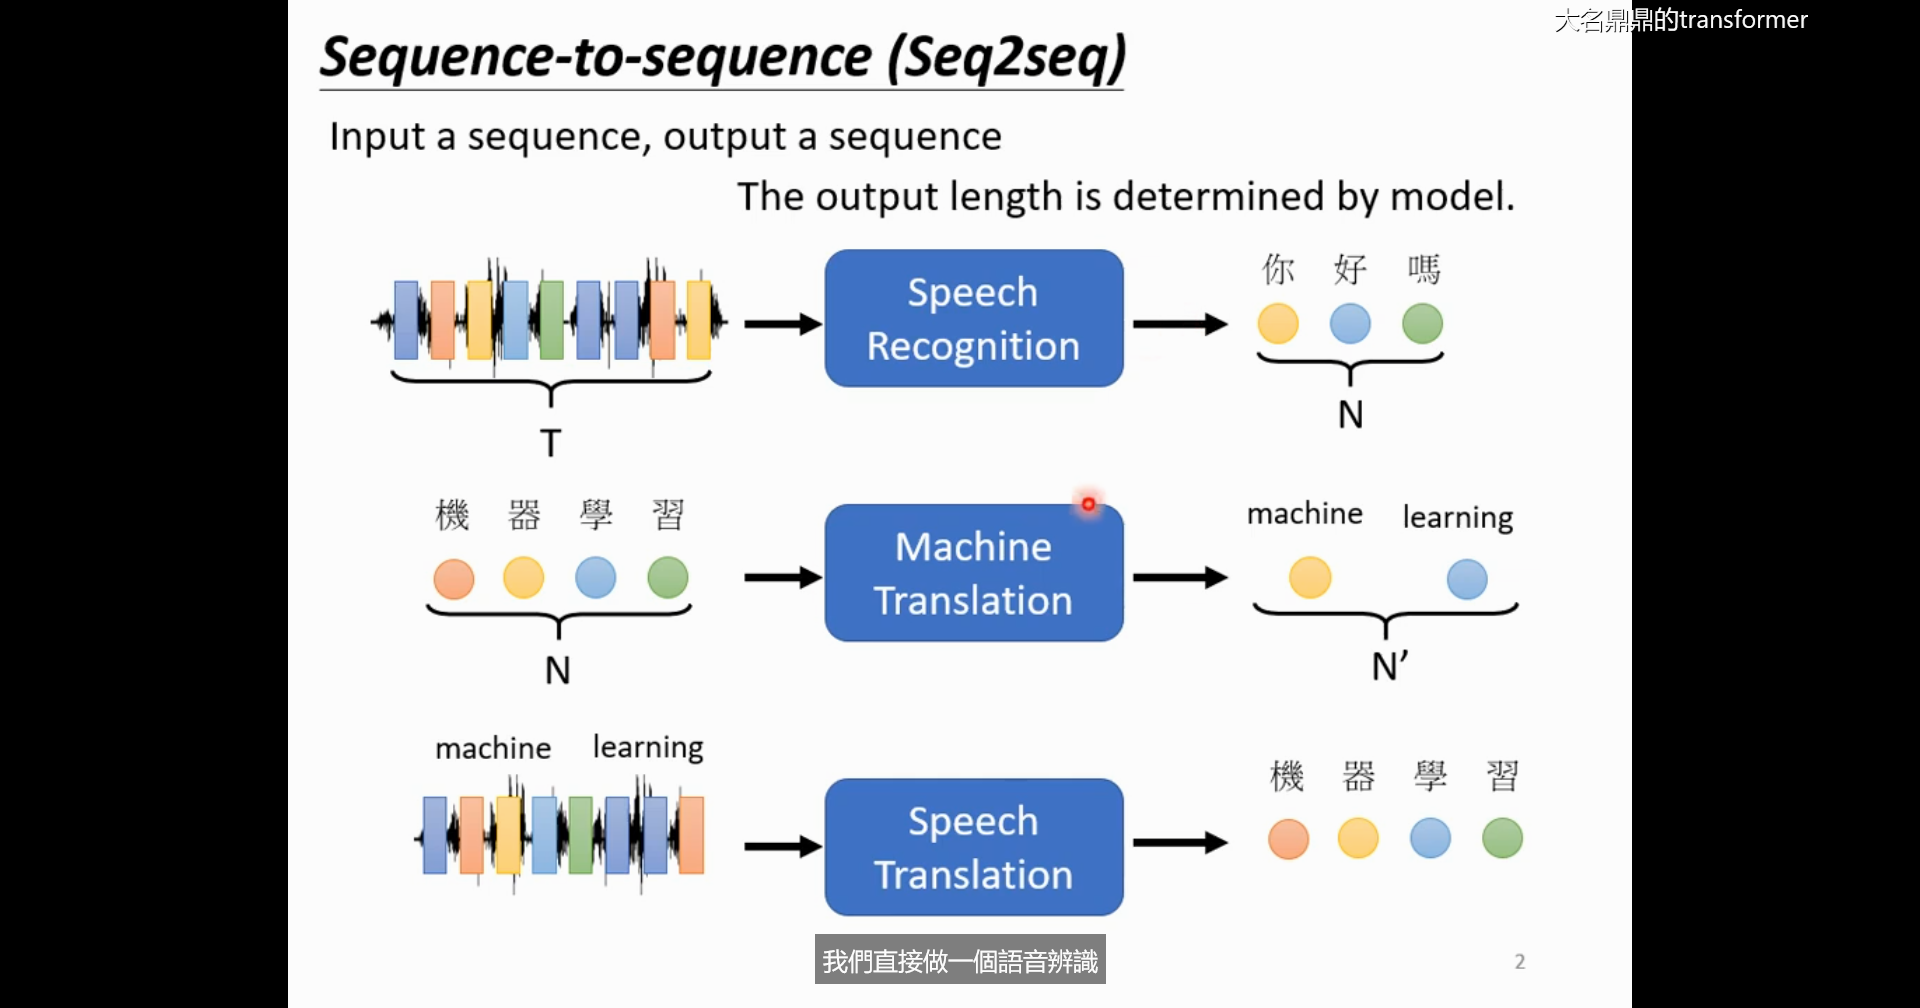 大名鼎鼎的transformer
Sequence-to-sequence (Seq2seq)
Input a sequence, output a sequence
The output length is determined by model.
Speech
Recognition
你 好 嗎
T
N
機 器 學 習
Machine
Translation
machine learning
N
N’
machine learning
Speech
Translation
機 器 學 習
我們直接做一個語音辨識
2